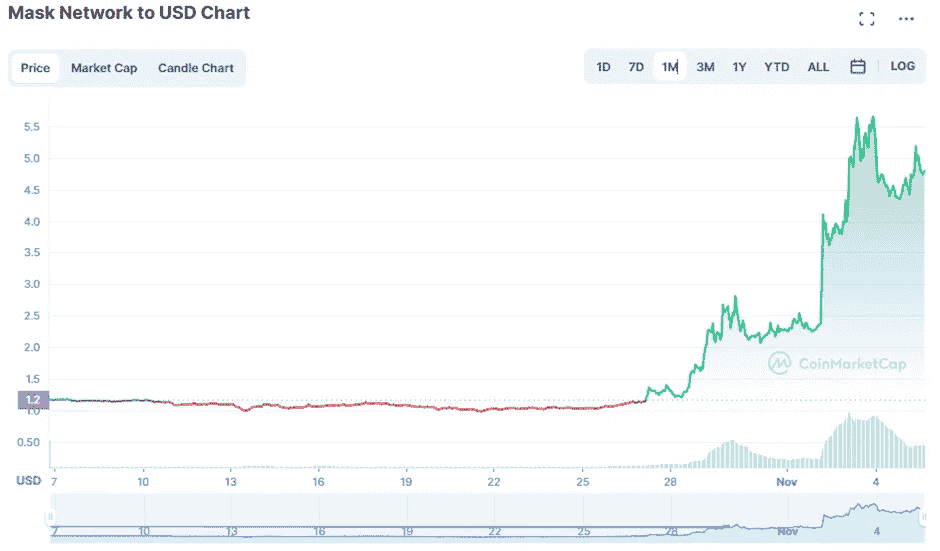 Mask Network to USD Chart
Price Market Cap Candle Chart
1D 7D 1M 3M 1Y YTD ALL LOG
5.5
5.0
4.5
4.0
3.5
3.0
2.5
2.0
CoinMarketCap
1.5
1.2
1.0
0.50
USD 7 10 13 16 19 22 25 28 Nov 4
7 10 13 16 19 22 25 28 Nov 4